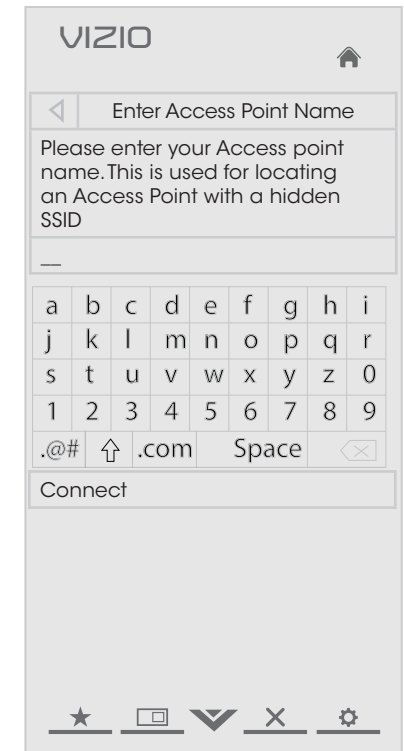 VIZIO
Enter Access Point Name
Please enter your Access point
name. This is used for locating
an Access Point with a hidden
SSID
__
a b c d e f g h i
j k l m n o p q r
s t u v w x y z 0
1 2 3 4 5 6 7 8 9
.@# .com Space
Connect